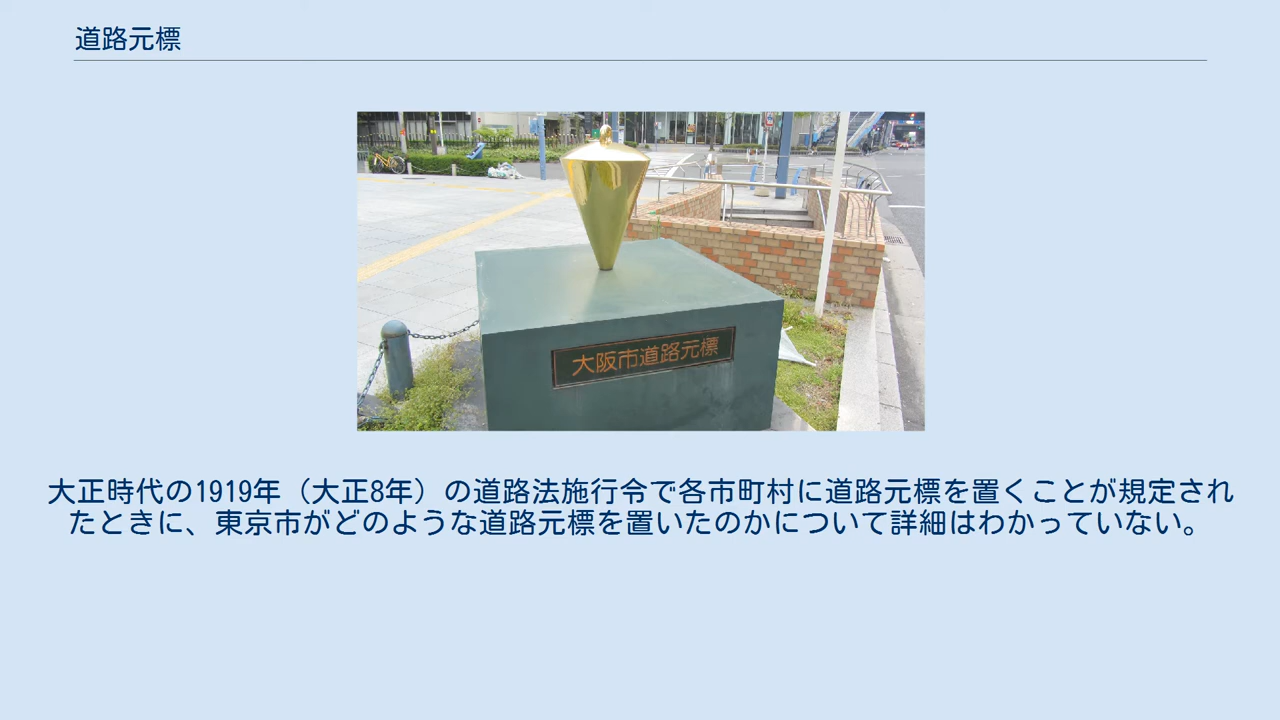 道路元標
大阪市道路元標
大正時代の1919年（大正8年）の道路法施行令で各市町村に道路元標を置くことが規定され
たときに、東京市がどのような道路元標を置いたのかについて詳細はわかっていない。